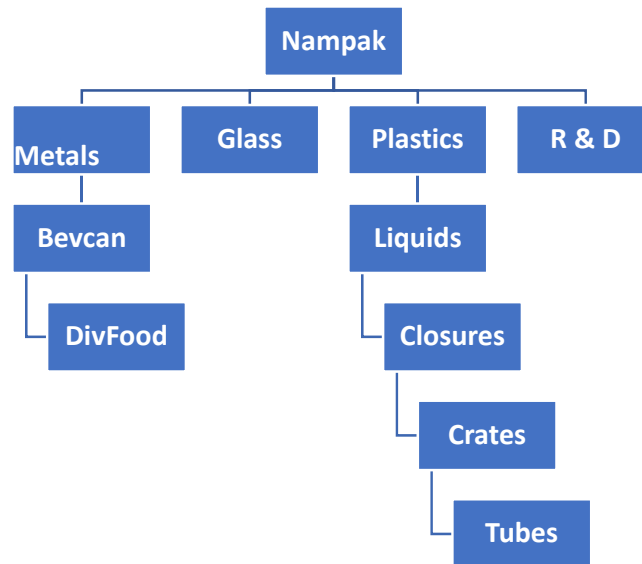 Nampak
Metals
Glass
Plastics
R & D
Bevcan
Liquids
DivFood
Closures
Crates
Tubes